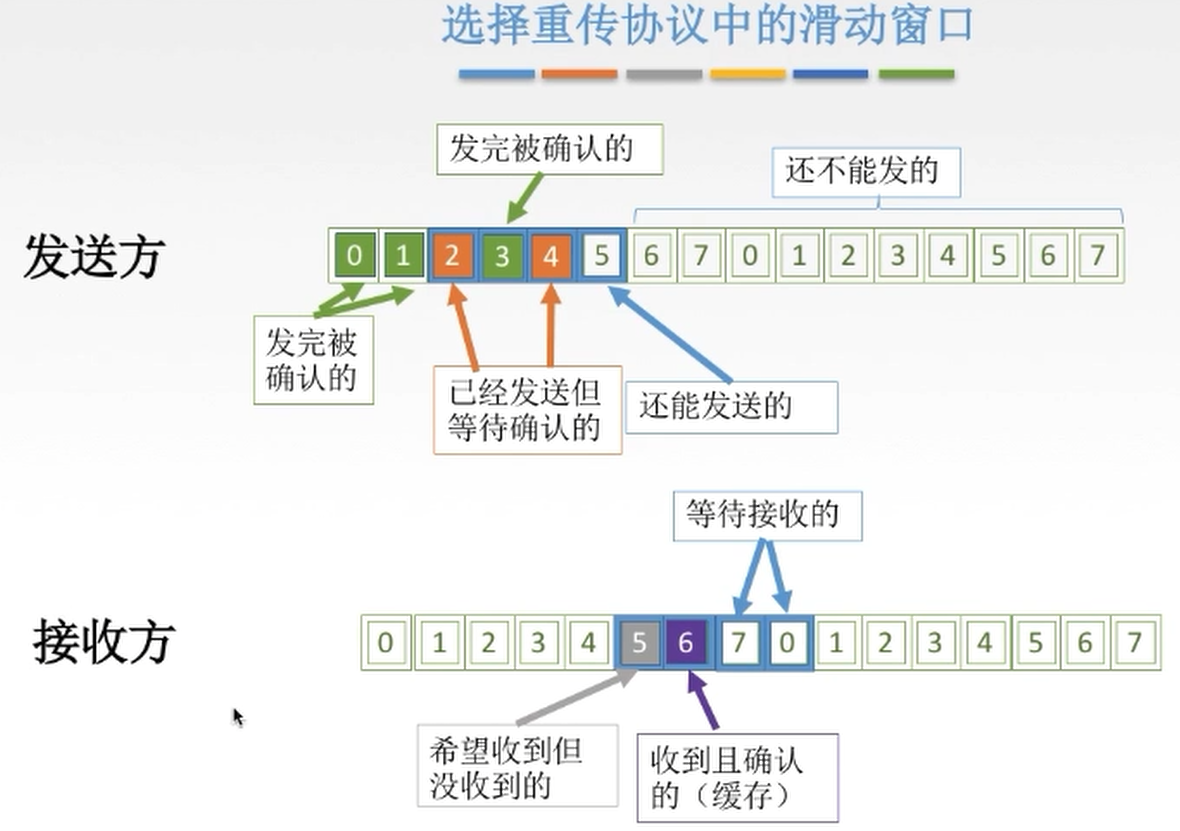 选择重传协议中的滑动窗口
发完被确认的
还不能发的
发送方
0 1 2 3 4 5 6 7 0 1 2 3 4 5 6 7
发完被
确认的
已经发送但
等待确认的
还能发送的
等待接收的
接收方
0 1 2 3 4 5 6 7 0 1 2 3 4 5 6 7
希望收到但
没收到的
收到且确认
的（缓存）